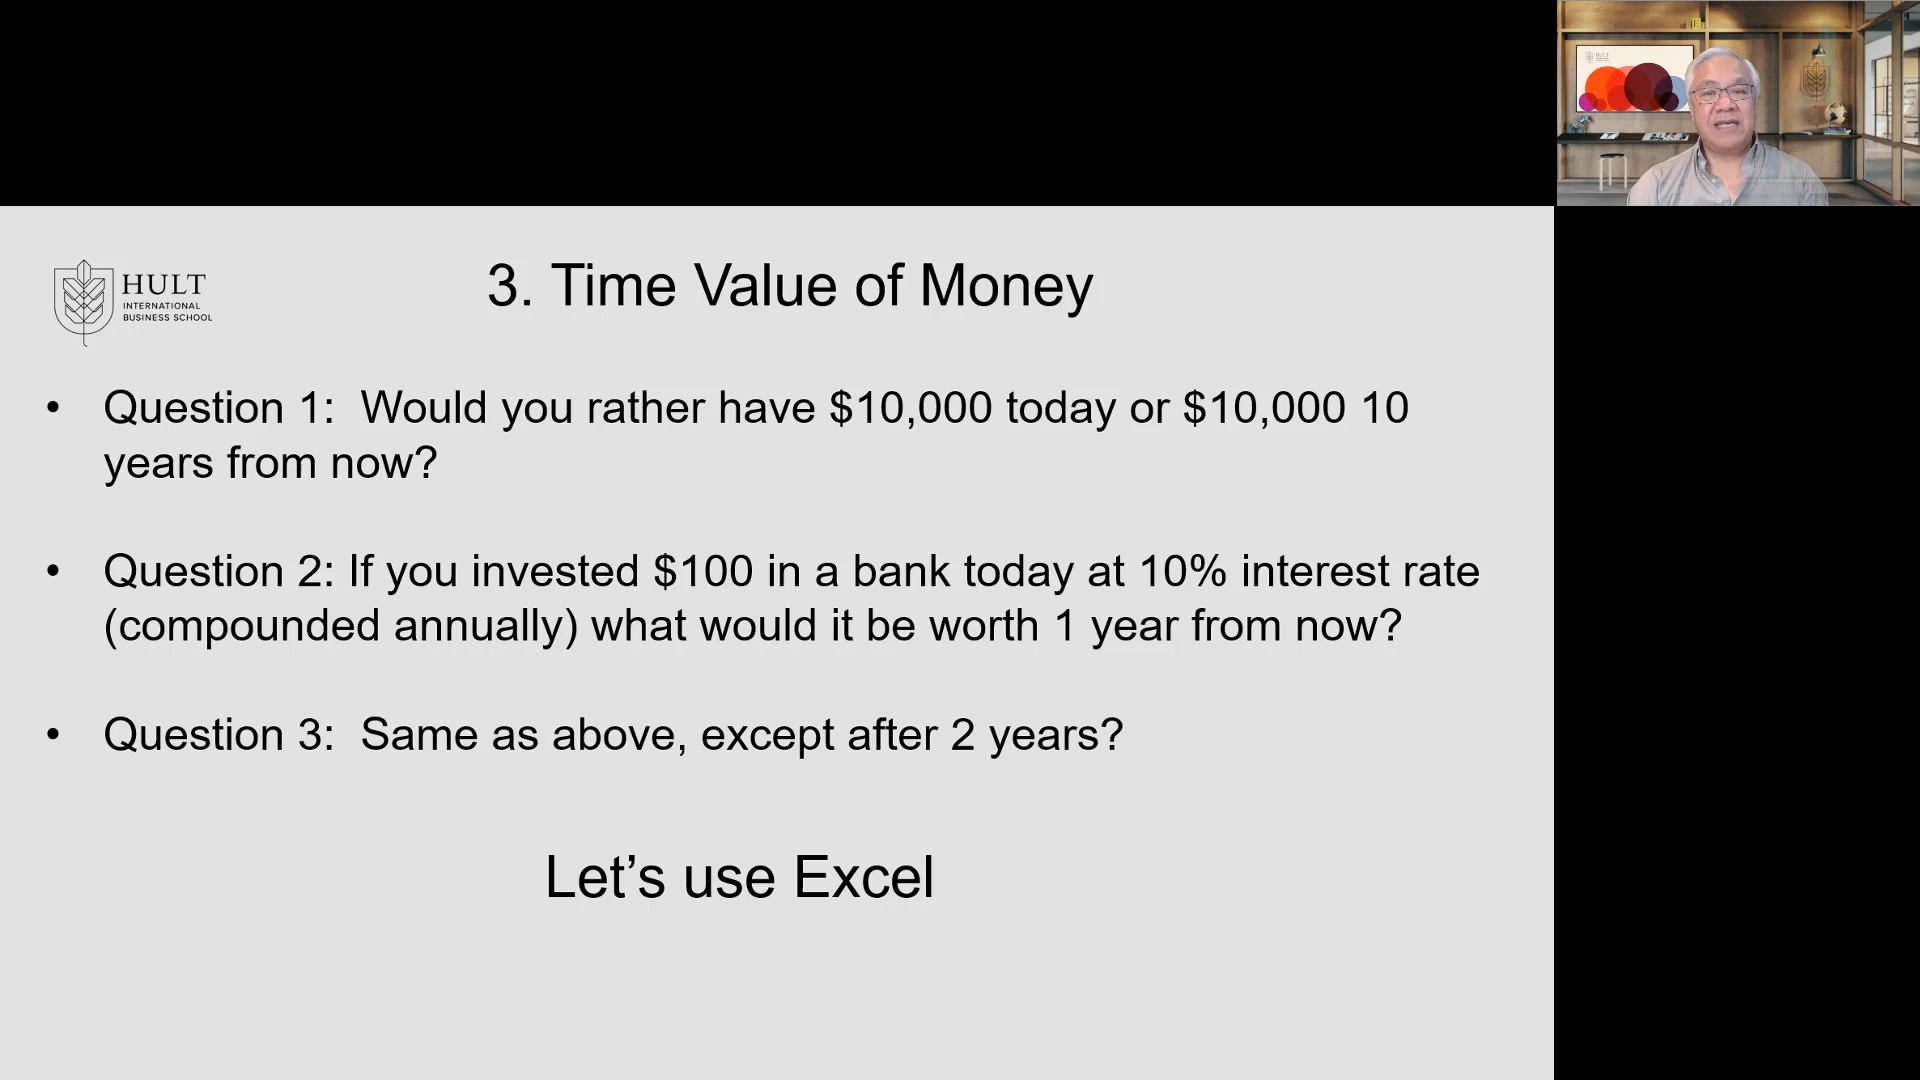 HULT
INTERNATIONAL
BUSINESS SCHOOL
3. Time Value of Money
• Question 1: Would you rather have $10,000 today or $10,000 10
years from now?
• Question 2: If you invested $100 in a bank today at 10% interest rate
(compounded annually) what would it be worth 1 year from now?
• Question 3: Same as above, except after 2 years?
Let’s use Excel